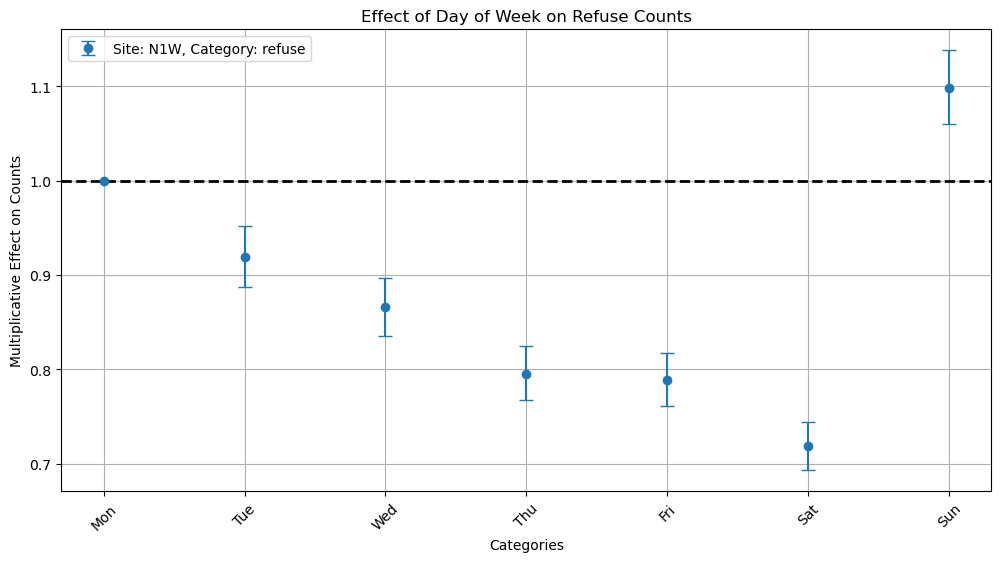 Effect of Day of Week on Refuse Counts
Site: N1W, Category: refuse
Multiplicative Effect on Counts
1.1
1.0
0.9
0.8
0.7
Mon
Tue
Wed
Thu
Fri
Sat
Sun
Categories